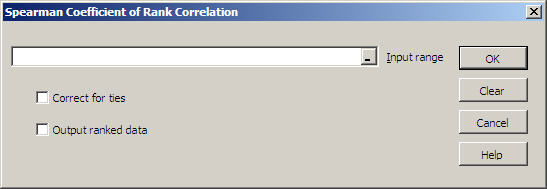 Spearman Coefficient of Rank Correlation
Input range
OK
Correct for ties
Clear
Output ranked data
Cancel
Help